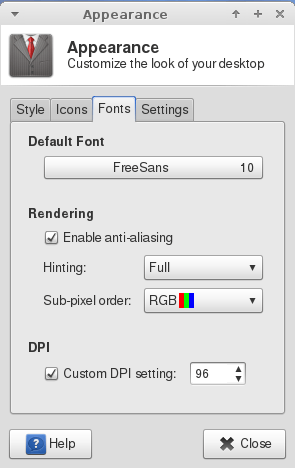 Appearance
Appearance
Customize the look of your desktop
Style Icons Fonts Settings
Default Font
FreeSans 10
Rendering
Enable anti-aliasing
Hinting: Full
Sub-pixel order: RGB
DPI
Custom DPI setting: 96
? Help
Close